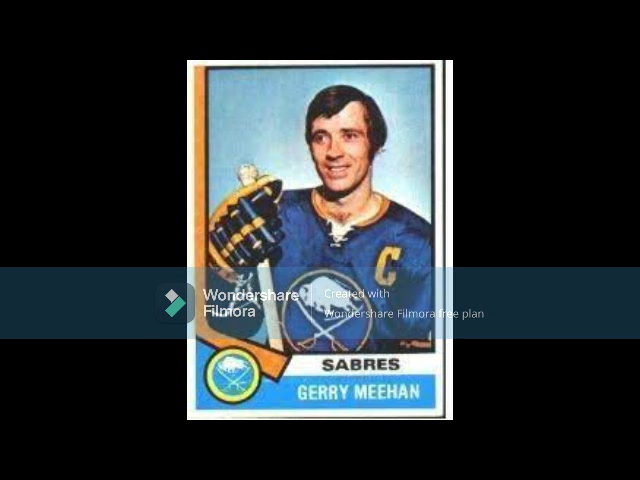 C
Wondershare
Filmora
Created with
Wondershare Filmora free plan
SABRES
GERRY MEEHAN